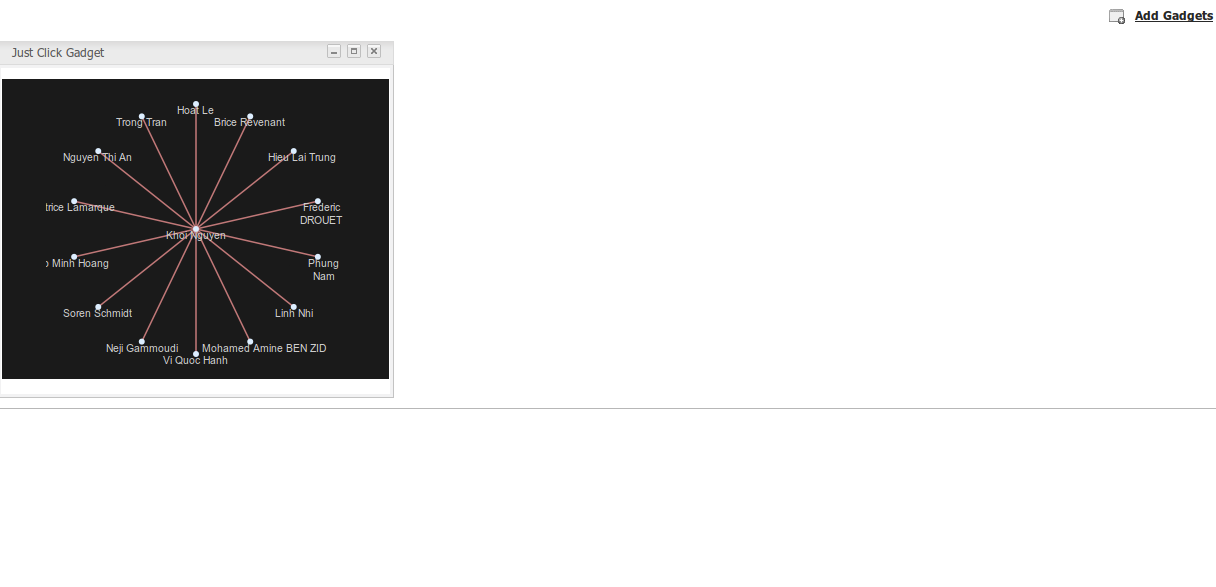 Add Gadgets
Just Click Gadget
Hoat Le
Trong Tran
Brice Revenant
Nguyen Thi An
Hieu Lai Trung
trice Lamarque
Frederic
DROUET
Khoi Nguyen
Minh Hoang
Phung
Nam
Soren Schmidt
Linh Nhi
Neji Gammoudi
Mohamed Amine BEN ZID
Vi Quoc Hanh